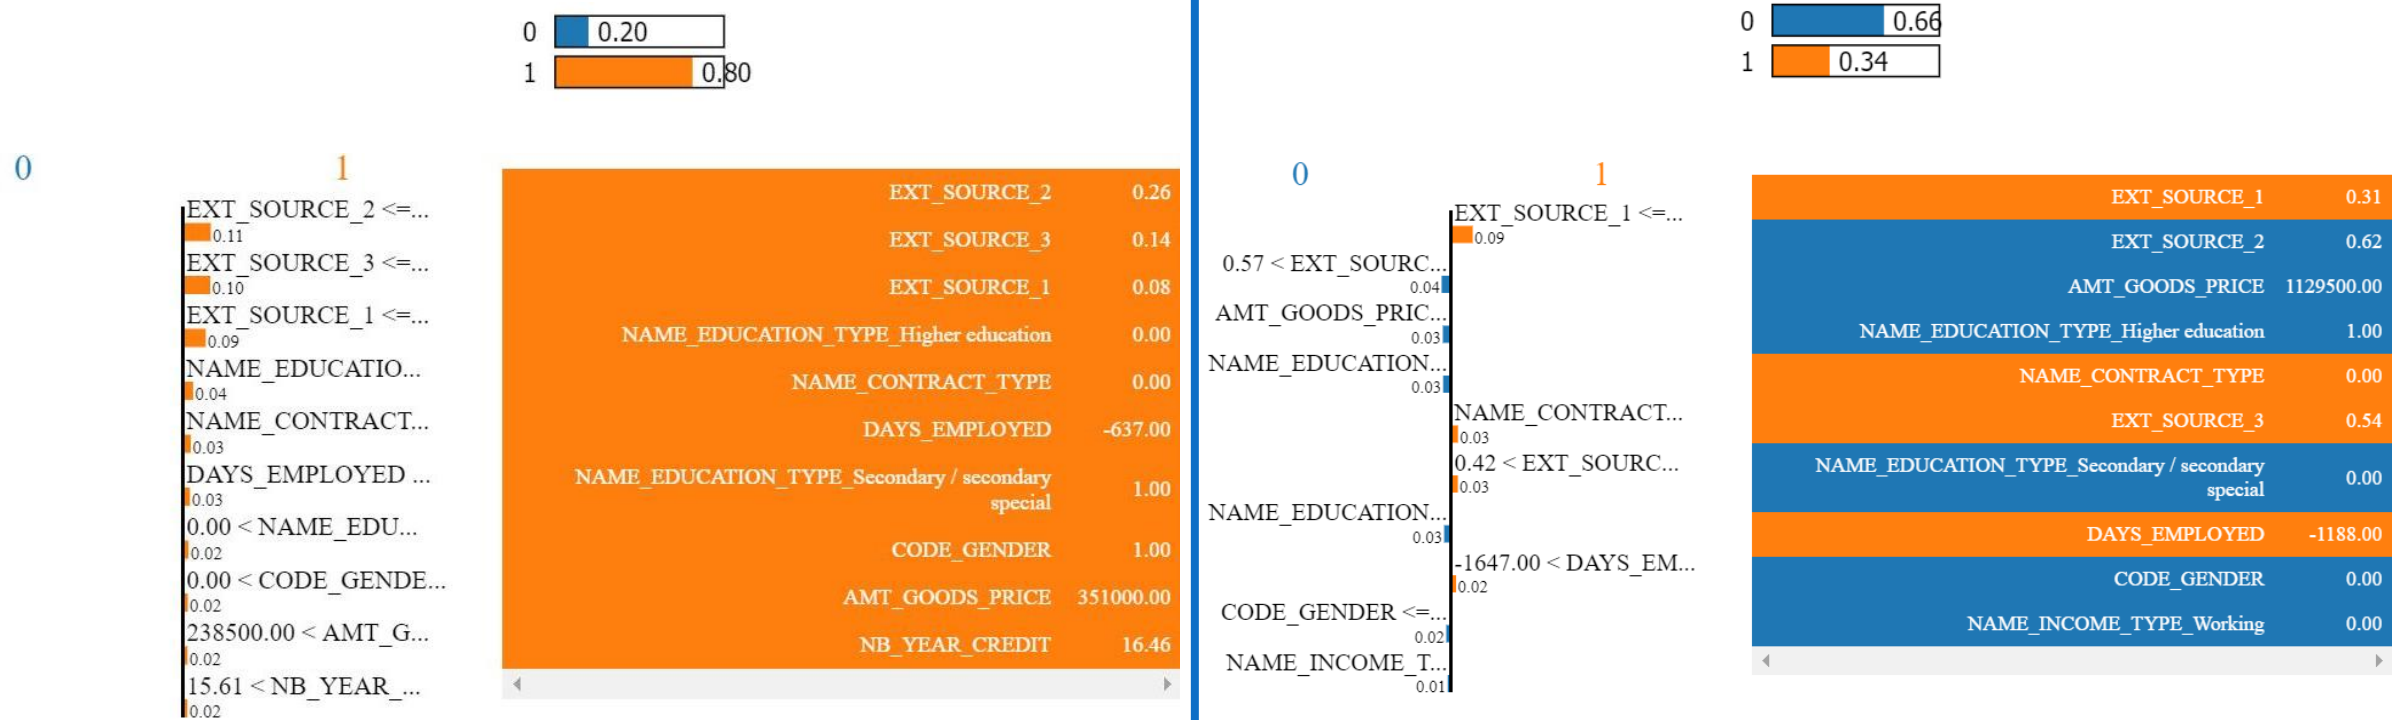 0 0.20
1 0.80
0 1
EXT_SOURCE_2 <=...
0.11
EXT_SOURCE_3 <=...
0.10
EXT_SOURCE_1 <=...
0.09
NAME_EDUCATIO...
0.04
NAME_CONTRACT...
0.03
DAYS_EMPLOYED ...
0.03
0.00 < NAME_EDU...
0.02
0.00 < CODE_GENDE...
0.02
238500.00 < AMT_G...
0.02
15.61 < NB_YEAR_...
0.02
EXT_SOURCE_2 0.26
EXT_SOURCE_3 0.14
EXT_SOURCE_1 0.08
NAME_EDUCATION_TYPE_Higher education 0.00
NAME_CONTRACT_TYPE 0.00
DAYS_EMPLOYED -637.00
NAME_EDUCATION_TYPE_Secondary / secondary
special 1.00
CODE_GENDER 1.00
AMT_GOODS_PRICE 351000.00
NB_YEAR_CREDIT 16.46
0 0.66
1 0.34
0 1
EXT_SOURCE_1 <=...
0.09
0.57 < EXT_SOURC...
0.04
AMT_GOODS_PRIC...
0.03
NAME_EDUCATION...
0.03
NAME_CONTRACT...
0.03
0.42 < EXT_SOURC...
0.03
NAME_EDUCATION...
0.03
-1647.00 < DAYS_EM...
0.02
CODE_GENDER <=...
0.02
NAME_INCOME_T...
0.01
EXT_SOURCE_1 0.31
EXT_SOURCE_2 0.62
AMT_GOODS_PRICE 1129500.00
NAME_EDUCATION_TYPE_Higher education 1.00
NAME_CONTRACT_TYPE 0.00
EXT_SOURCE_3 0.54
NAME_EDUCATION_TYPE_Secondary / secondary
special 0.00
DAYS_EMPLOYED -1188.00
CODE_GENDER 0.00
NAME_INCOME_TYPE_Working 0.00